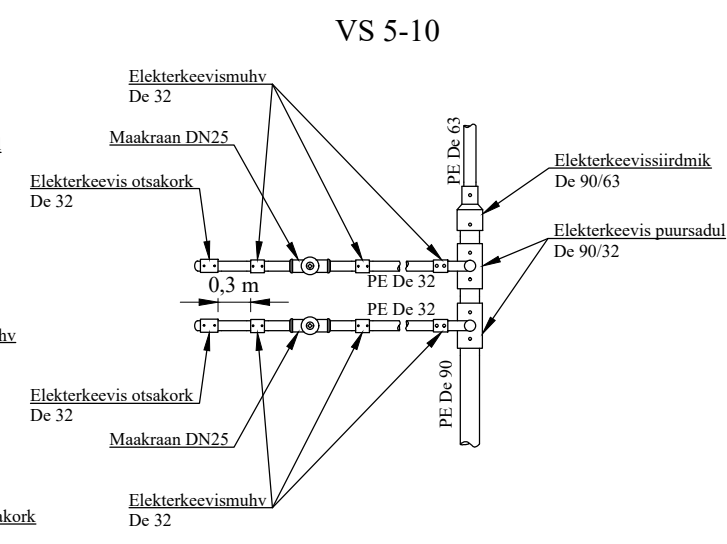 VS 5-10
Elekterkeevismuhv
De 32
Maakraan DN25
Elekterkeevis otsakork
De 32
PE De 63
Elekterkeevissiirdmik
De 90/63
Elekterkeevis puursadul
De 90/32
PE De 32
0,3 m
PE De 32
hv
PE De 90
Elekterkeevis otsakork
De 32
Maakraan DN25
Elekterkeevismuhv
De 32
akork